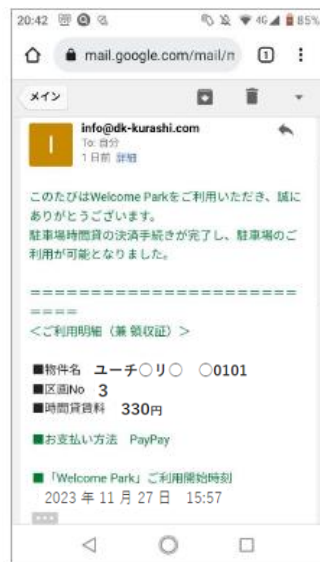 20:42 4G 85%
mail.google.com/mail/m 1
メイン
I
info@dk-kurashi.com
To: 自分
1日前 詳細
このたびはWelcome Parkをご利用いただき、誠に
ありがとうございます。
駐車場時間貸の決済手続きが完了し、駐車場のご
利用が可能となりました。
======================
====
＜ご利用明細（兼 領収証）＞
■物件名 ユーチ○リ○ ○0101
■区画No 3
■時間貸賃料 330円
■お支払い方法 PayPay
■「Welcome Park」ご利用開始時刻
2023 年 11 月 27 日 15:57